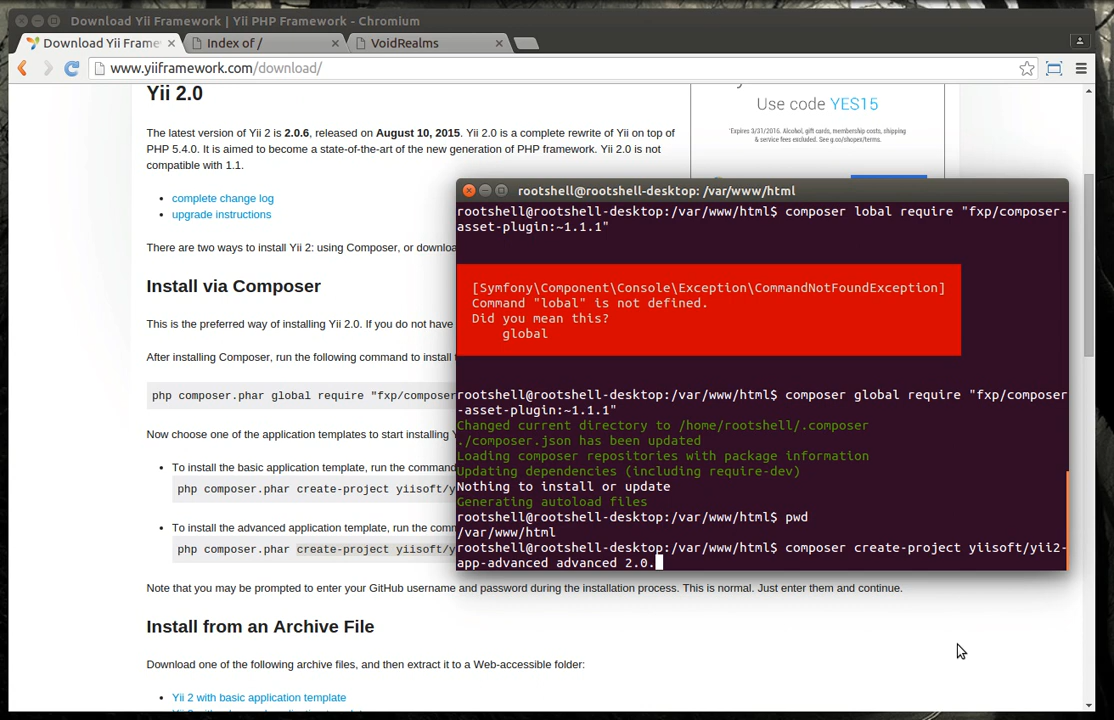 Download Yii Framework | Yii PHP Framework - Chromium
Download Yii Frame
Index of /
VoidRealms
www.yiiframework.com/download/
Yii 2.0
The latest version of Yii 2 is 2.0.6, released on August 10, 2015. Yii 2.0 is a complete rewrite of Yii on top of
PHP 5.4.0. It is aimed to become a state-of-the-art of the new generation of PHP framework. Yii 2.0 is not
compatible with 1.1.
Use code YES15
*Expires 3/31/2016. Alcohol, gift cards, membership costs, shipping
& service fees excluded. See g.co/shopex/terms.
complete change log
upgrade instructions
There are two ways to install Yii 2: using Composer, or downloa
Install via Composer
This is the preferred way of installing Yii 2.0. If you do not have
After installing Composer, run the following command to install t
php composer.phar global require "fxp/composer
Now choose one of the application templates to start installing Y
To install the basic application template, run the command
php composer.phar create-project yiisoft/y
To install the advanced application template, run the comm
php composer.phar create-project yiisoft/y
Note that you may be prompted to enter your GitHub username and password during the installation process. This is normal. Just enter them and continue.
Install from an Archive File
Download one of the following archive files, and then extract it to a Web-accessible folder:
Yii 2 with basic application template
rootshell@rootshell-desktop: /var/www/html
rootshell@rootshell-desktop:/var/www/html$ composer lobal require "fxp/composer-
asset-plugin:~1.1.1"
[Symfony\Component\Console\Exception\CommandNotFoundException]
Command "lobal" is not defined.
Did you mean this?
global
rootshell@rootshell-desktop:/var/www/html$ composer global require "fxp/composer
-asset-plugin:~1.1.1"
Changed current directory to /home/rootshell/.composer
./composer.json has been updated
Loading composer repositories with package information
Updating dependencies (including require-dev)
Nothing to install or update
Generating autoload files
rootshell@rootshell-desktop:/var/www/html$ pwd
/var/www/html
rootshell@rootshell-desktop:/var/www/html$ composer create-project yiisoft/yii2-
app-advanced advanced 2.0.